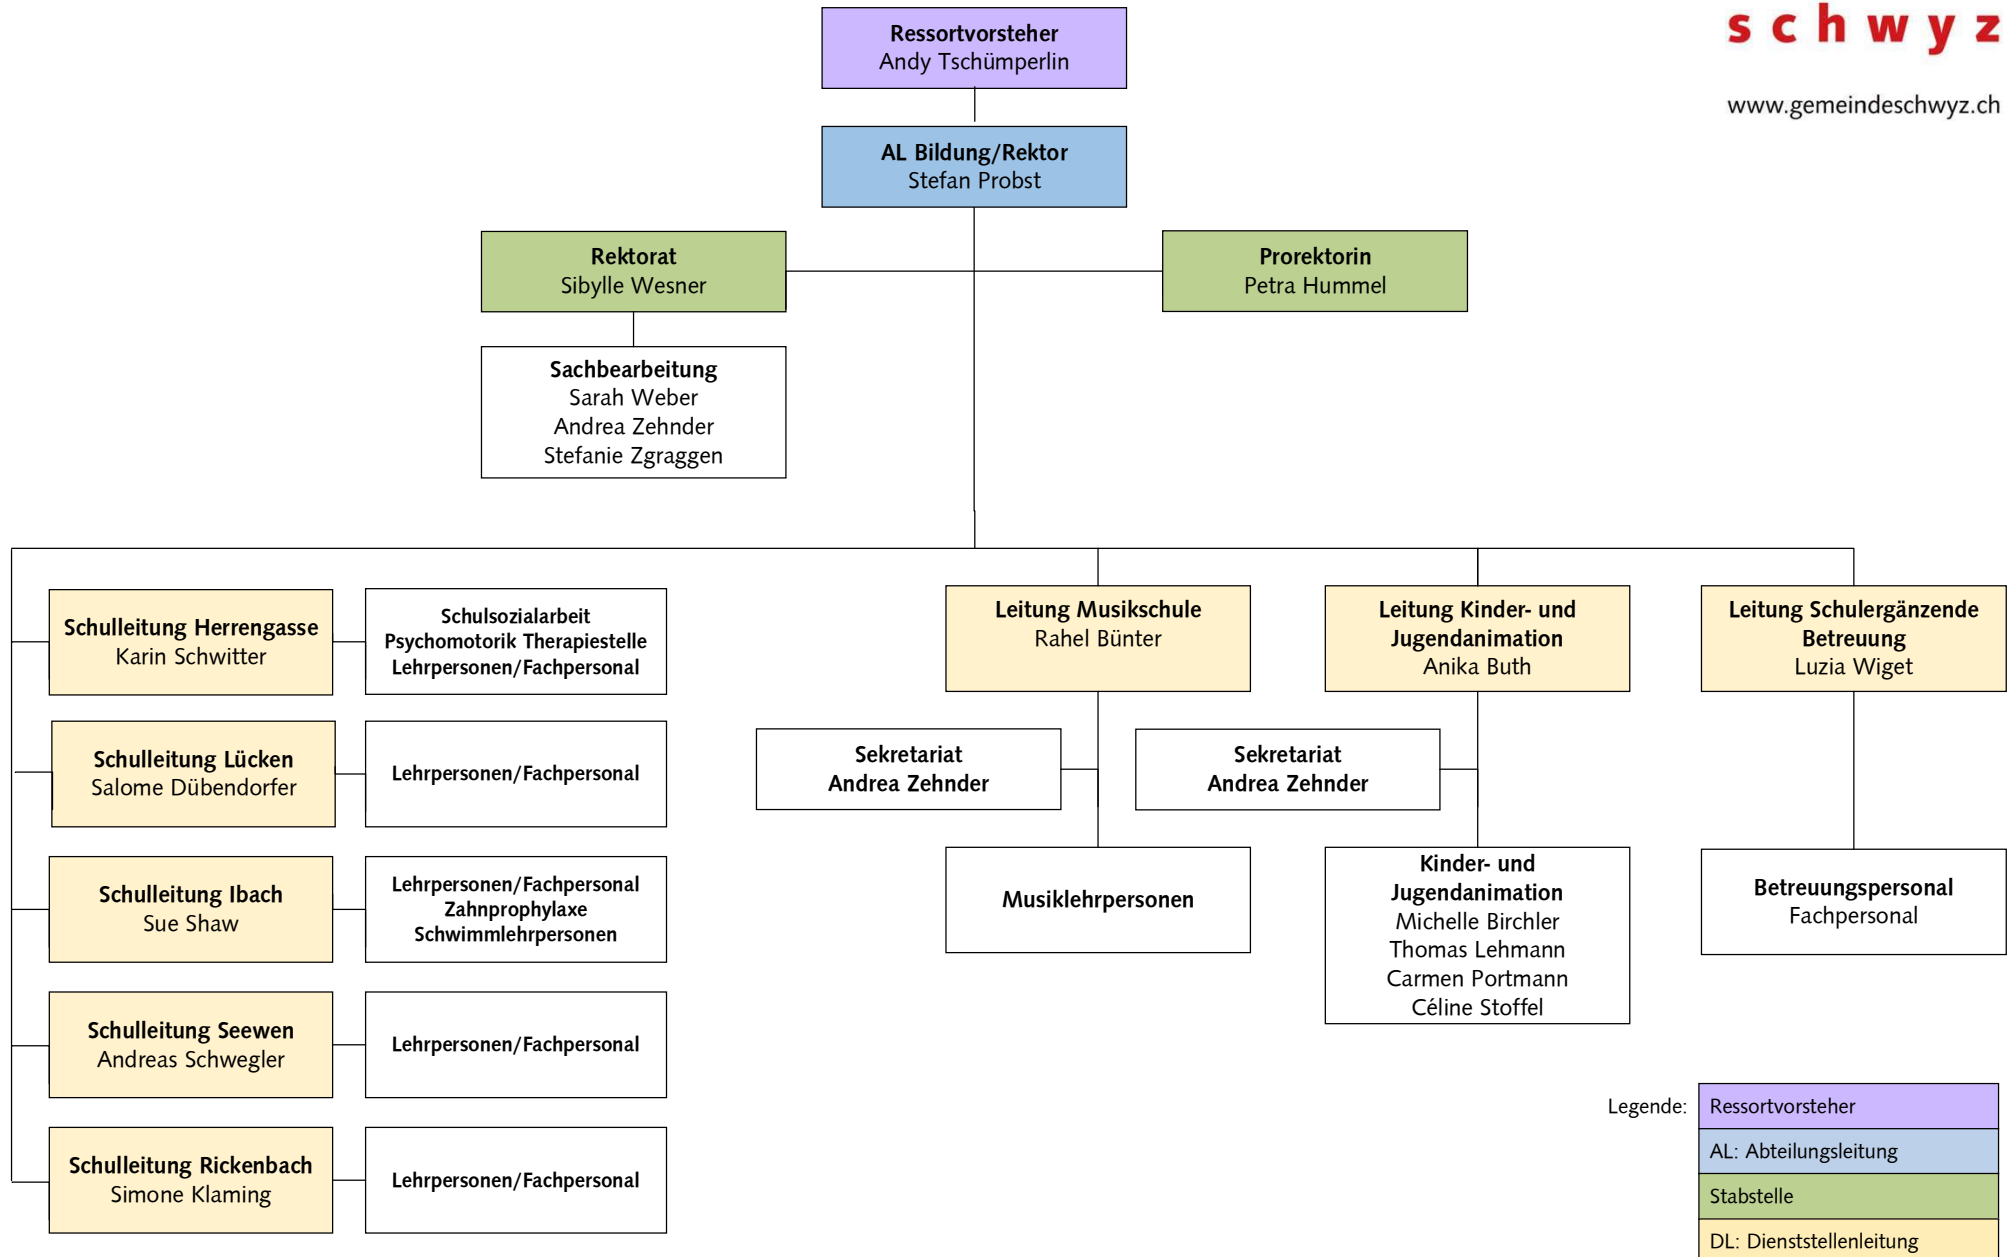 schwyz
www.gemeindeschwyz.ch
Ressortvorsteher
Andy Tschümperlin
AL Bildung/Rektor
Stefan Probst
Rektorat
Sibylle Wesner
Prorektorin
Petra Hummel
Sachbearbeitung
Sarah Weber
Andrea Zehnder
Stefanie Zgraggen
Schulleitung Herrengasse
Karin Schwitter
Schulsozialarbeit
Psychomotorik Therapiestelle
Lehrpersonen/Fachpersonal
Schulleitung Lücken
Salome Dübendorfer
Lehrpersonen/Fachpersonal
Schulleitung Ibach
Sue Shaw
Lehrpersonen/Fachpersonal
Zahnprophylaxe
Schwimmlehrpersonen
Schulleitung Seewen
Andreas Schwegler
Lehrpersonen/Fachpersonal
Schulleitung Rickenbach
Simone Klaming
Lehrpersonen/Fachpersonal
Leitung Musikschule
Rahel Bünter
Sekretariat
Andrea Zehnder
Musiklehrpersonen
Leitung Kinder- und
Jugendanimation
Anika Buth
Sekretariat
Andrea Zehnder
Kinder- und
Jugendanimation
Michelle Birchler
Thomas Lehmann
Carmen Portmann
Céline Stoffel
Leitung Schulergänzende
Betreuung
Luzia Wiget
Betreuungspersonal
Fachpersonal
Legende:
Ressortvorsteher
AL: Abteilungsleitung
Stabstelle
DL: Dienststellenleitung